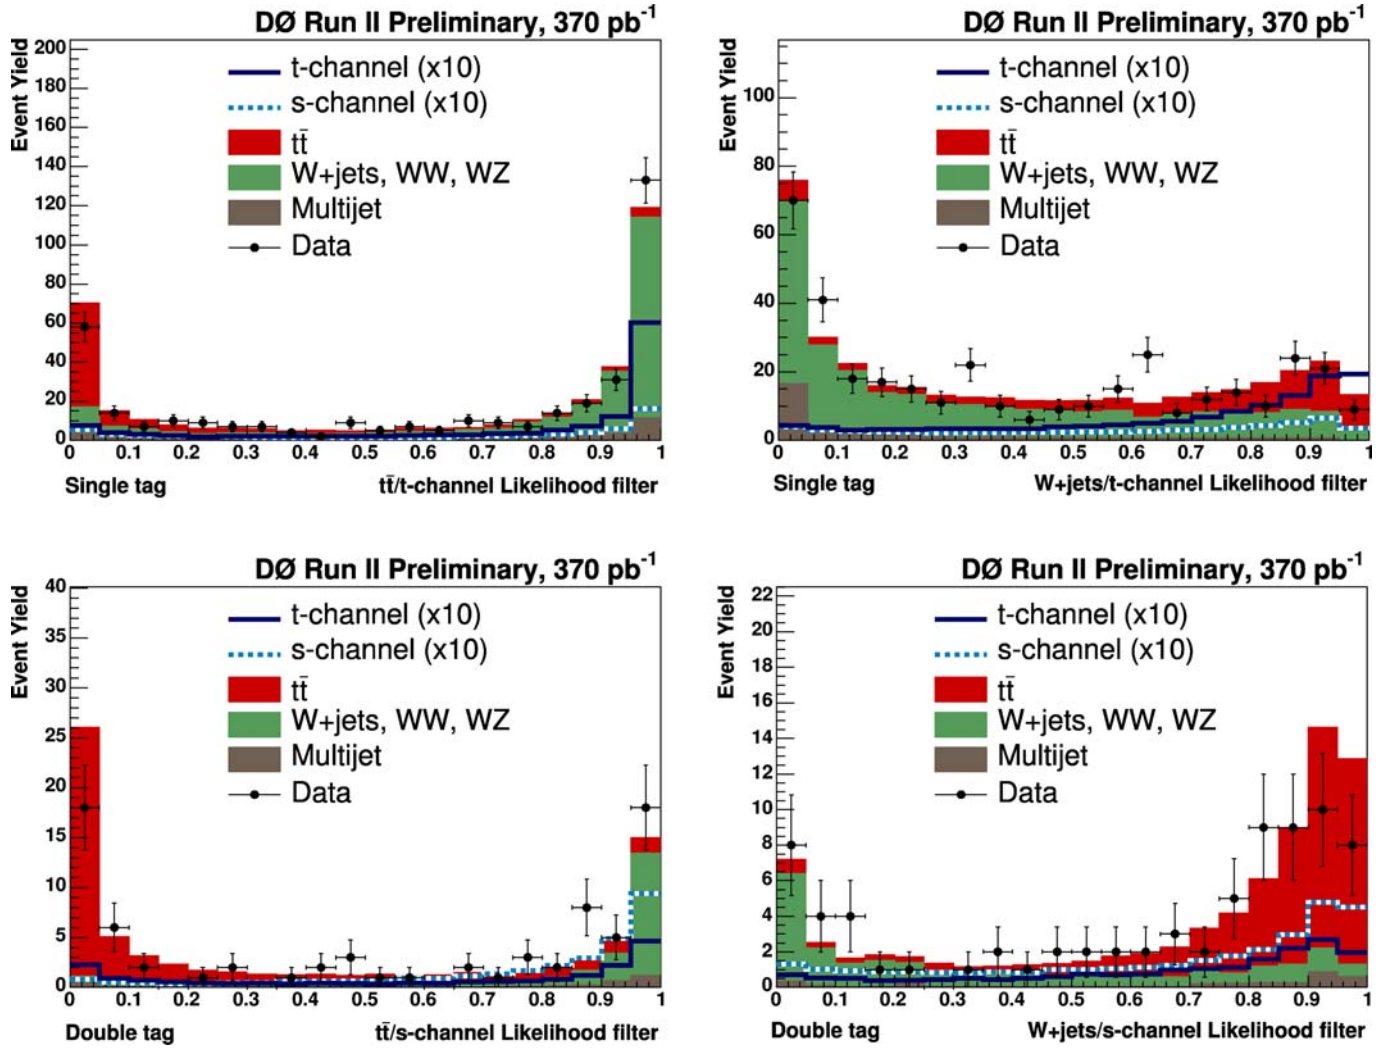 DØ Run II Preliminary, 370 pb⁻¹
Event Yield
200
180
160
140
120
100
80
60
40
20
0
t-channel (x10)
s-channel (x10)
tt̄
W+jets, WW, WZ
Multijet
Data
0 0.1 0.2 0.3 0.4 0.5 0.6 0.7 0.8 0.9 1
Single tag tt̄/t-channel Likelihood filter
DØ Run II Preliminary, 370 pb⁻¹
Event Yield
100
80
60
40
20
0
t-channel (x10)
s-channel (x10)
tt̄
W+jets, WW, WZ
Multijet
Data
0 0.1 0.2 0.3 0.4 0.5 0.6 0.7 0.8 0.9 1
Single tag W+jets/t-channel Likelihood filter
DØ Run II Preliminary, 370 pb⁻¹
Event Yield
40
35
30
25
20
15
10
5
0
t-channel (x10)
s-channel (x10)
tt̄
W+jets, WW, WZ
Multijet
Data
0 0.1 0.2 0.3 0.4 0.5 0.6 0.7 0.8 0.9 1
Double tag tt̄/s-channel Likelihood filter
DØ Run II Preliminary, 370 pb⁻¹
Event Yield
22
20
18
16
14
12
10
8
6
4
2
0
t-channel (x10)
s-channel (x10)
tt̄
W+jets, WW, WZ
Multijet
Data
0 0.1 0.2 0.3 0.4 0.5 0.6 0.7 0.8 0.9 1
Double tag W+jets/s-channel Likelihood filter